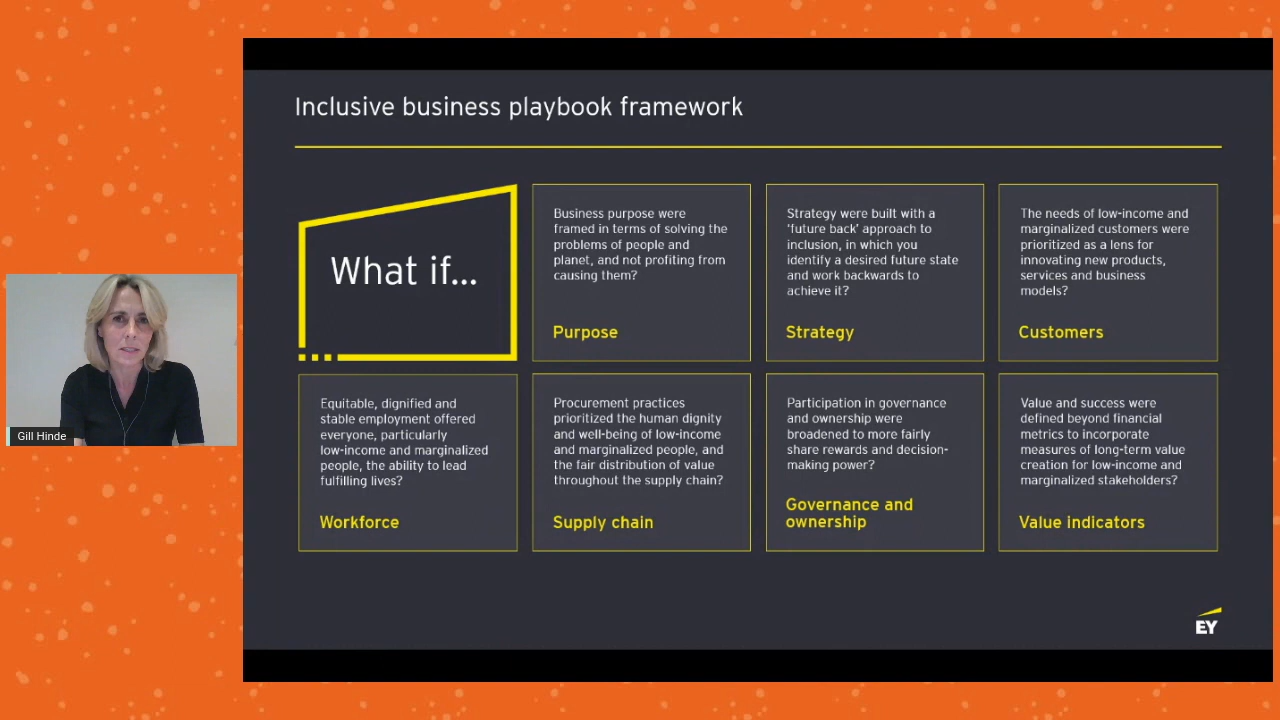 Inclusive business playbook framework
What if...
Business purpose were
framed in terms of solving the
problems of people and
planet, and not profiting from
causing them?
Purpose
Strategy were built with a
‘future back’ approach to
inclusion, in which you
identify a desired future state
and work backwards to
achieve it?
Strategy
The needs of low-income and
marginalized customers were
prioritized as a lens for
innovating new products,
services and business
models?
Customers
Equitable, dignified and
stable employment offered
everyone, particularly
low-income and marginalized
people, the ability to lead
fulfilling lives?
Workforce
Procurement practices
prioritized the human dignity
and well-being of low-income
and marginalized people, and
the fair distribution of value
throughout the supply chain?
Supply chain
Participation in governance
and ownership were
broadened to more fairly
share rewards and decision-
making power?
Governance and
ownership
Value and success were
defined beyond financial
metrics to incorporate
measures of long-term value
creation for low-income and
marginalized stakeholders?
Value indicators
Gill Hinde
EY